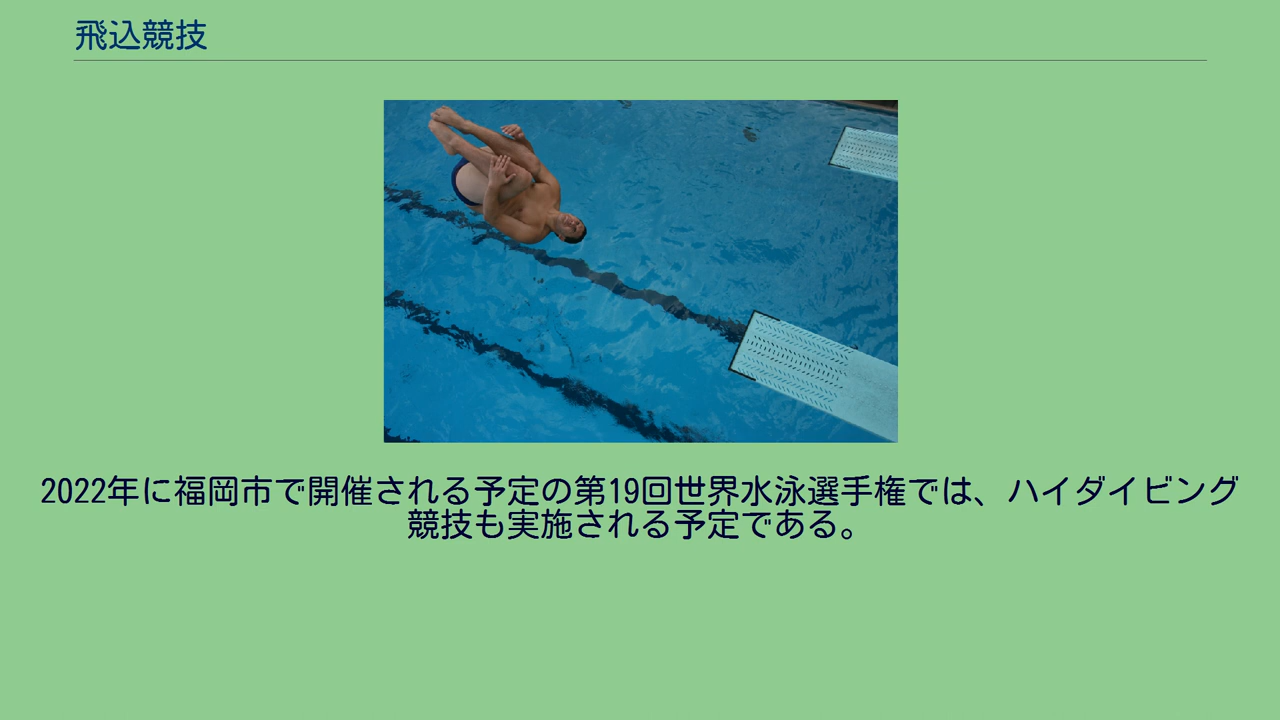 飛込競技
2022年に福岡市で開催される予定の第19回世界水泳選手権では、ハイダイビング
競技も実施される予定である。